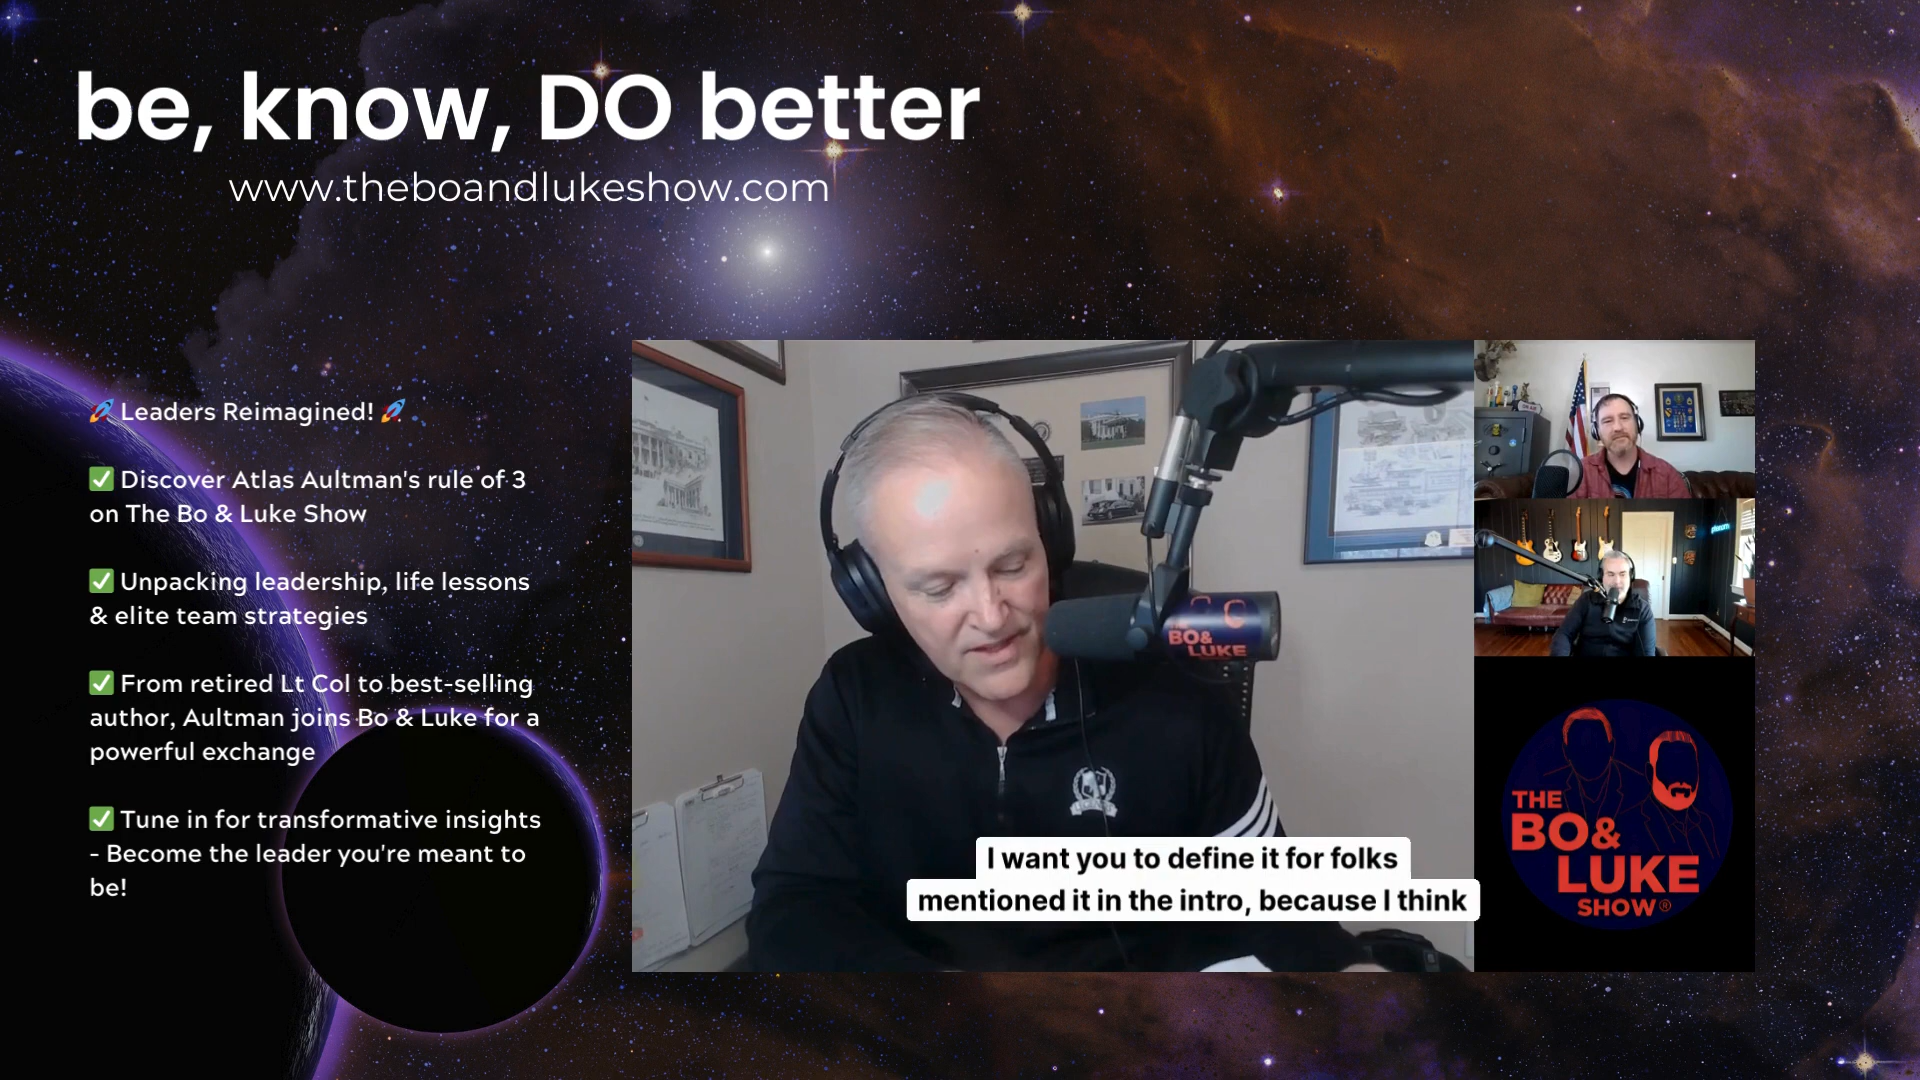 be, know, DO better
www.theboandlukeshow.com
🚀 Leaders Reimagined! 🚀
✅ Discover Atlas Aultman's rule of 3
on The Bo & Luke Show
✅ Unpacking leadership, life lessons
& elite team strategies
✅ From retired Lt Col to best-selling
author, Aultman joins Bo & Luke for a
powerful exchange
✅ Tune in for transformative insights
- Become the leader you're meant to
be!
BO&
LUKE
I want you to define it for folks
mentioned it in the intro, because I think
THE
BO&
LUKE
SHOW®